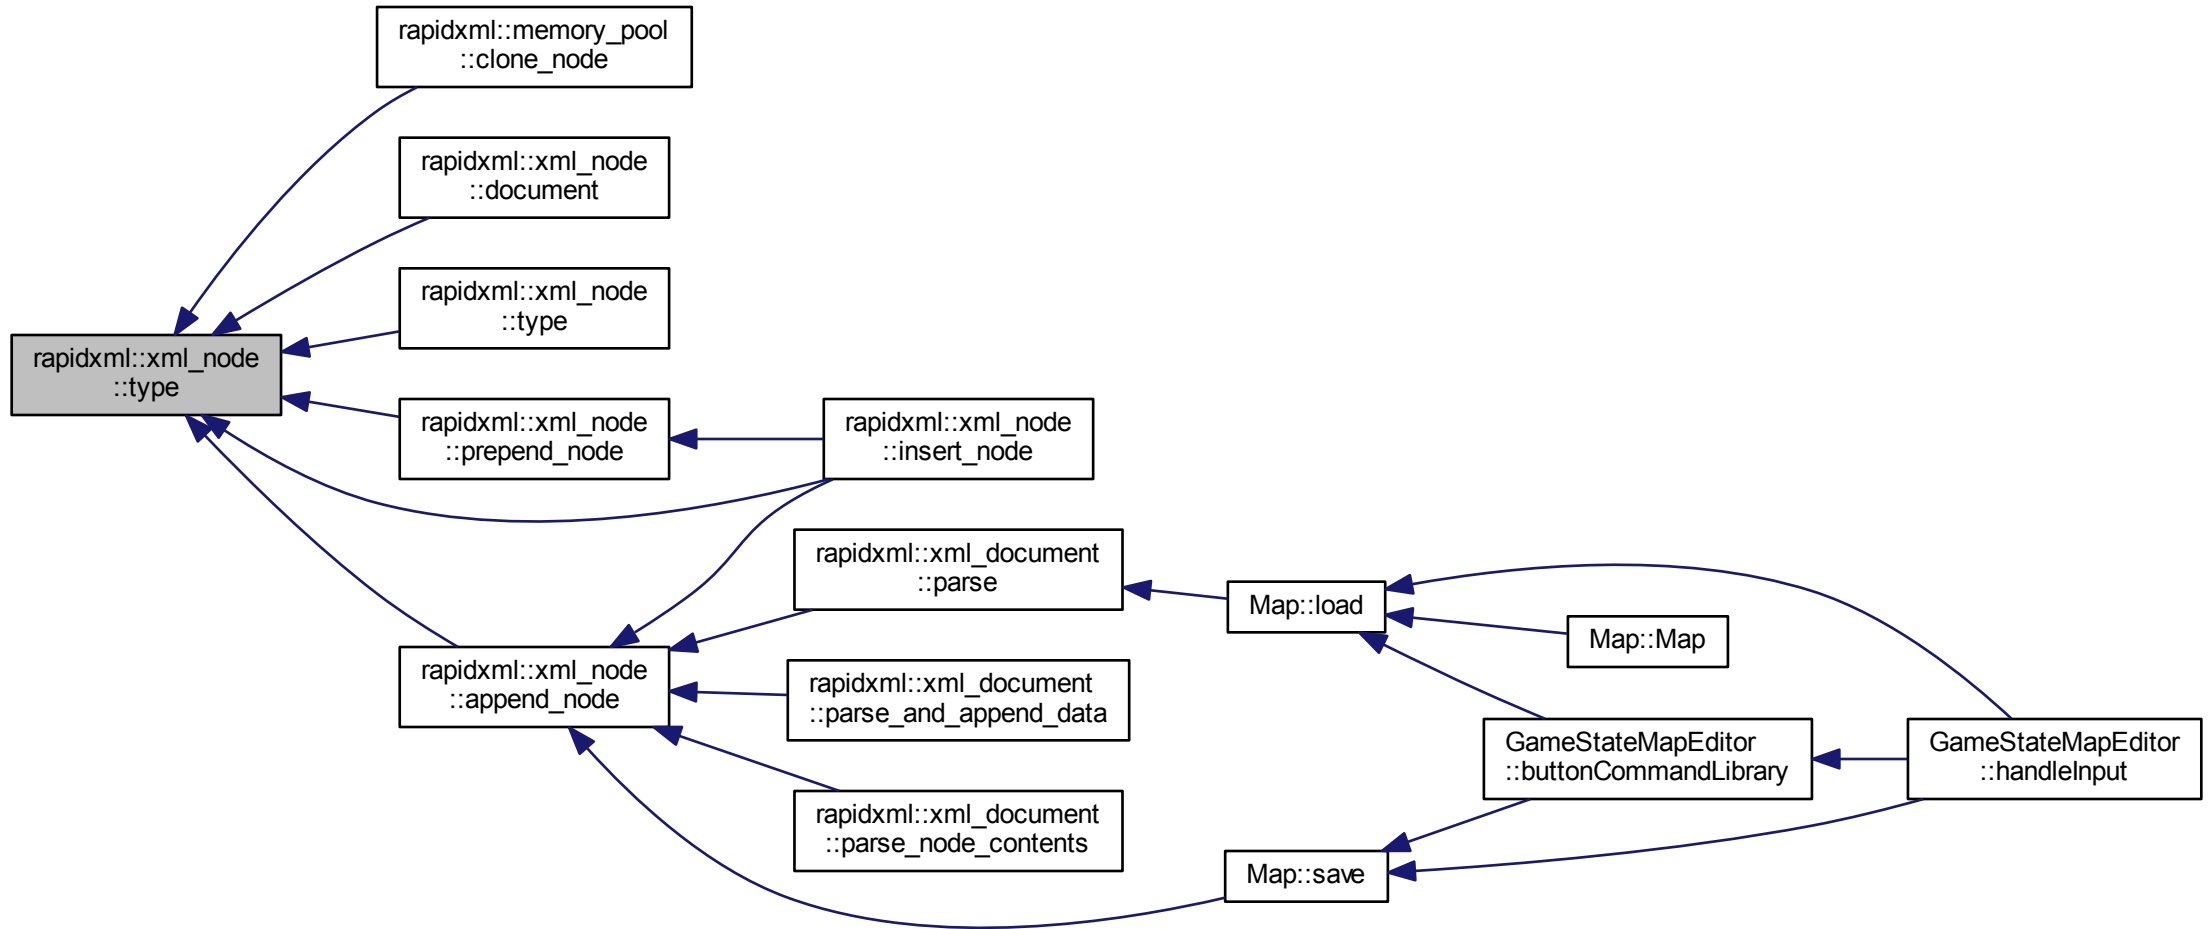 rapidxml::memory_pool
::clone_node
rapidxml::xml_node
::document
rapidxml::xml_node
::type
rapidxml::xml_node
::type
rapidxml::xml_node
::prepend_node
rapidxml::xml_node
::insert_node
rapidxml::xml_document
::parse
Map::load
Map::Map
rapidxml::xml_node
::append_node
rapidxml::xml_document
::parse_and_append_data
GameStateMapEditor
::buttonCommandLibrary
GameStateMapEditor
::handleInput
rapidxml::xml_document
::parse_node_contents
Map::save